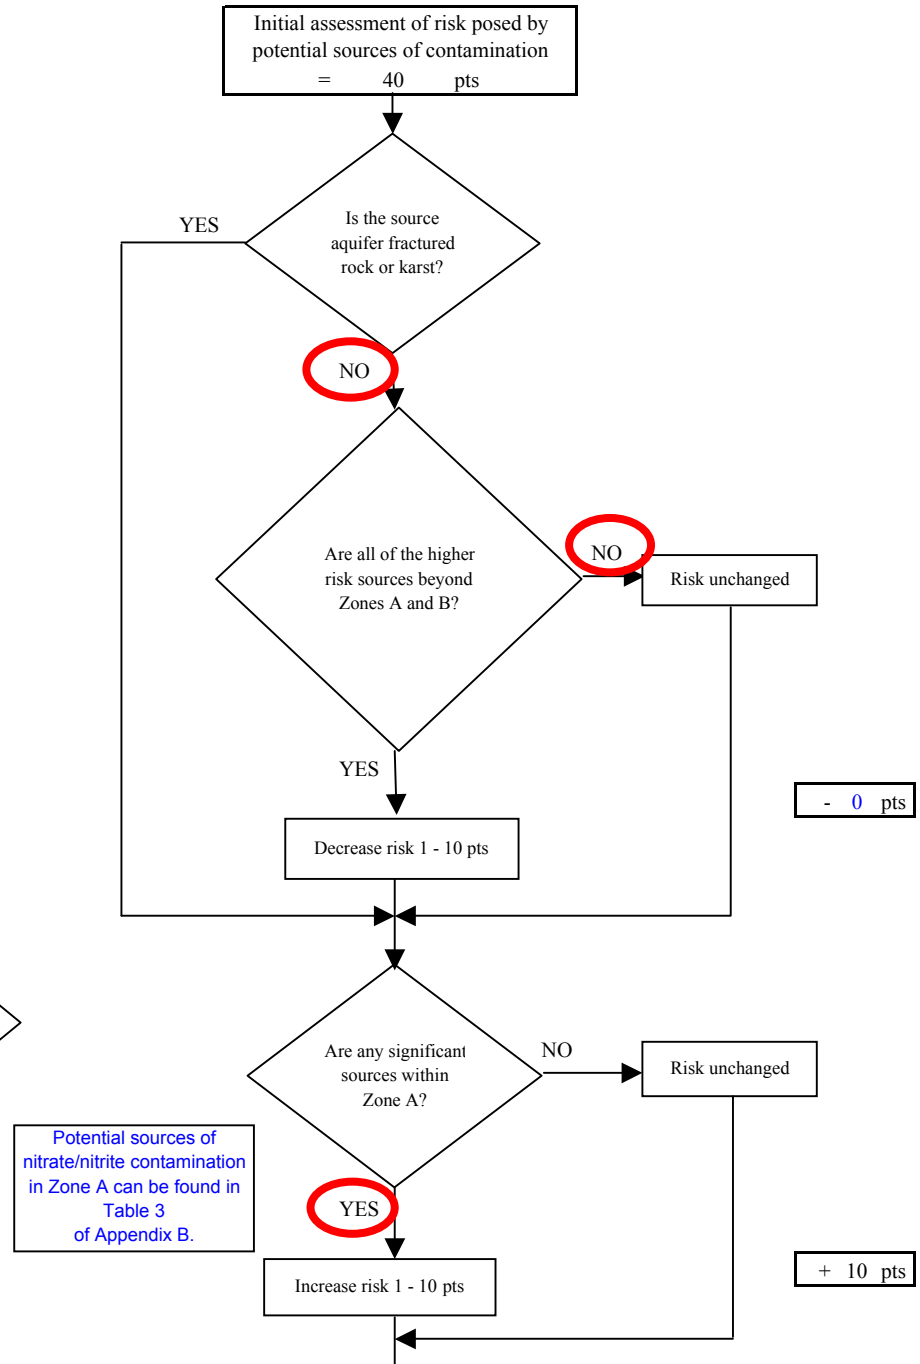 Initial assessment of risk posed by
potential sources of contamination
= 40 pts
YES
Is the source
aquifer fractured
rock or karst?
NO
Are all of the higher
risk sources beyond
Zones A and B?
NO
Risk unchanged
YES
- 0 pts
Decrease risk 1 - 10 pts
Are any significant
sources within
Zone A?
NO
Risk unchanged
Potential sources of
nitrate/nitrite contamination
in Zone A can be found in
Table 3
of Appendix B.
YES
+ 10 pts
Increase risk 1 - 10 pts